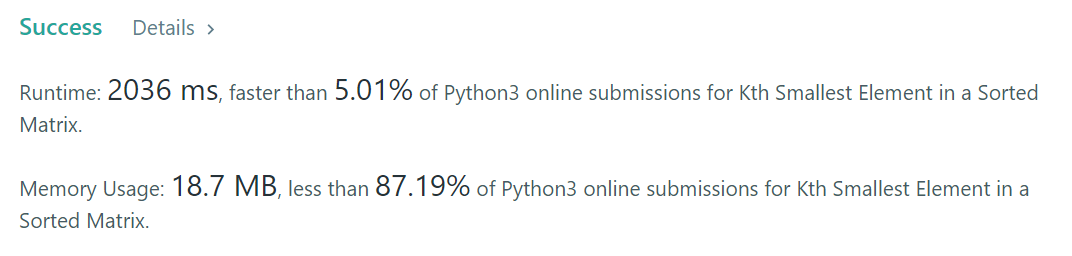 Success Details >
Runtime: 2036 ms, faster than 5.01% of Python3 online submissions for Kth Smallest Element in a Sorted
Matrix.
Memory Usage: 18.7 MB, less than 87.19% of Python3 online submissions for Kth Smallest Element in a
Sorted Matrix.